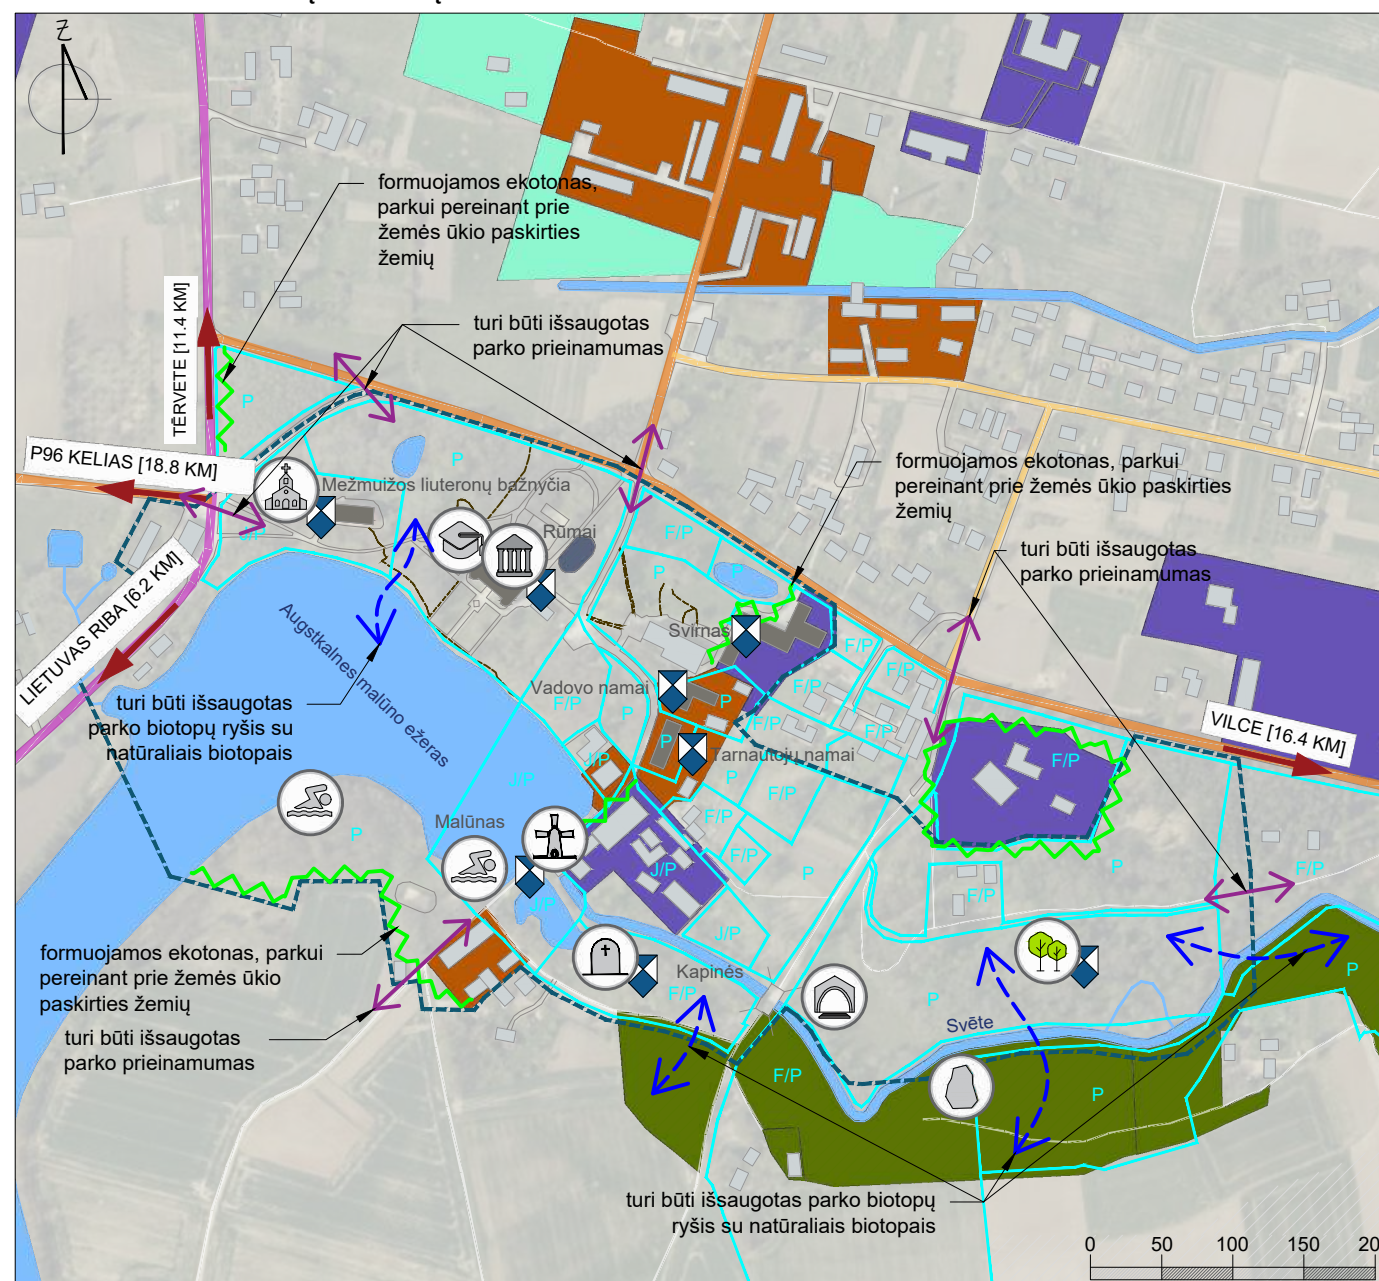 Z
formuojamos ekotonas,
parkui pereinant prie
žemės ūkio paskirties
žemių
turi būti išsaugotas
parko prieinamumas
TĒRVETE [11.4 KM]
P
P96 KELIAS [18.8 KM]
P
Mežmuižos liuteronų bažnyčia
formuojamos ekotonas, parkui
pereinant prie žemės ūkio paskirties
žemių
Rūmai
F/P
P
turi būti išsaugotas
parko prieinamumas
LIETUVAS RIBA [6.2 KM]
Augstkalnes malūno ežeras
Svirnas
F/P
F/P
F/P
F/P
F/P
Vadovo namai
P
F/P
P
turi būti išsaugotas
parko biotopų ryšis su
natūraliais biotopais
VILCE [16.4 KM]
P
Tarnautojų namai
F/P
J/P
J/P
P
F/P
F/P
Malūnas
P
F/P
J/P
P
P
F/P
F/P
J/P
J/P
formuojamos ekotonas, parkui
pereinant prie žemės ūkio
paskirties žemių
Kapinės
F/P
P
P
Svēte
turi būti išsaugotas
parko prieinamumas
F/P
P
turi būti išsaugotas parko biotopų
ryšis su natūraliais biotopais
0 50 100 150